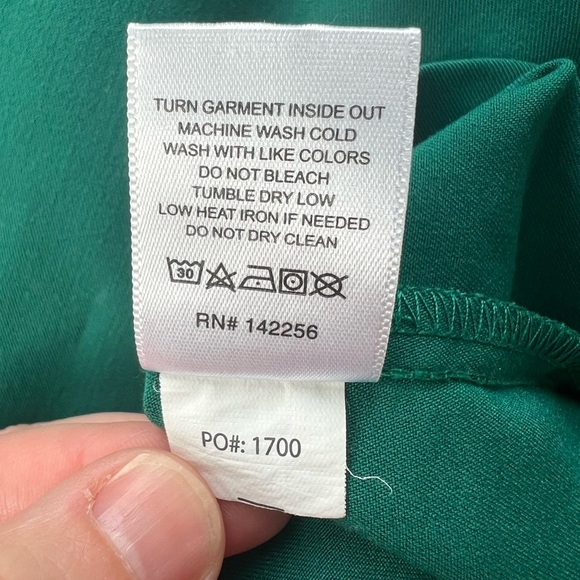 TURN GARMENT INSIDE OUT
MACHINE WASH COLD
WASH WITH LIKE COLORS
DO NOT BLEACH
TUMBLE DRY LOW
LOW HEAT IRON IF NEEDED
DO NOT DRY CLEAN
30
RN# 142256
PO#: 1700